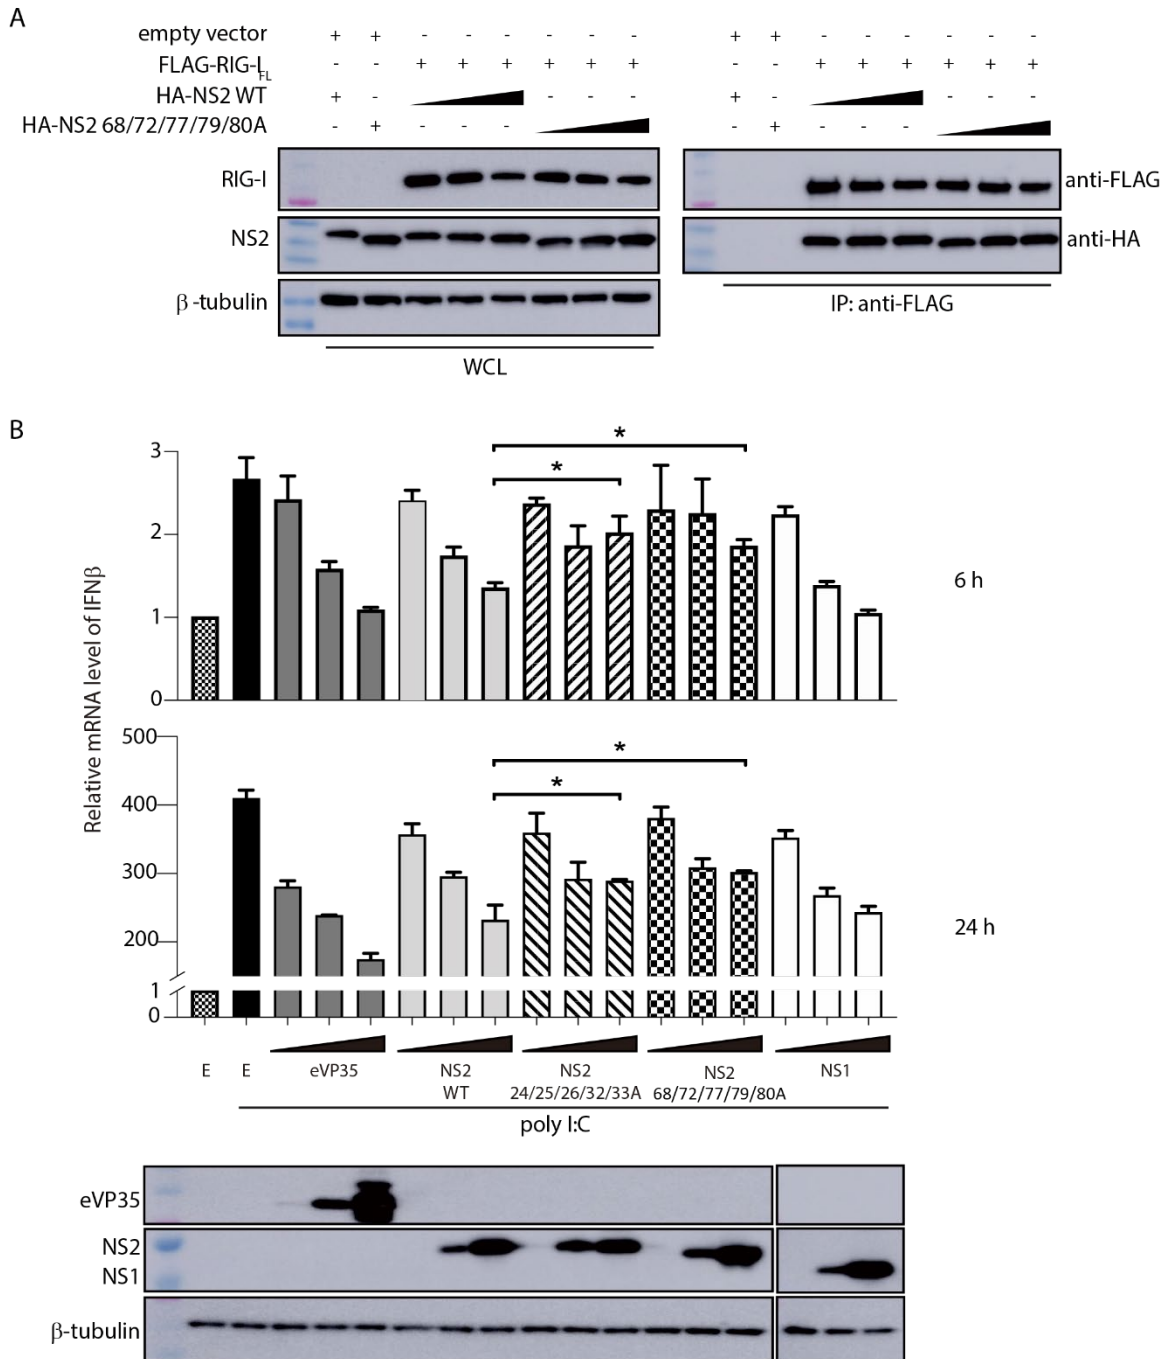 A
empty vector + + - - - - - - + + - - - - - -
FLAG-RIG-I FL - - + + + + + + - - + + + + + +
HA-NS2 WT + - - - - + - - - -
HA-NS2 68/72/77/79/80A - + - - - - + - - -
RIG-I anti-FLAG
NS2 anti-HA
β-tubulin IP: anti-FLAG
WCL
B
Relative mRNA level of IFNβ
*
*
3
2
1
0
6 h
*
*
500
400
300
200
1
0
24 h
E E eVP35 NS2 NS2 NS2 NS1
WT 24/25/26/32/33A 68/72/77/79/80A
poly I:C
eVP35
NS2
NS1
β-tubulin